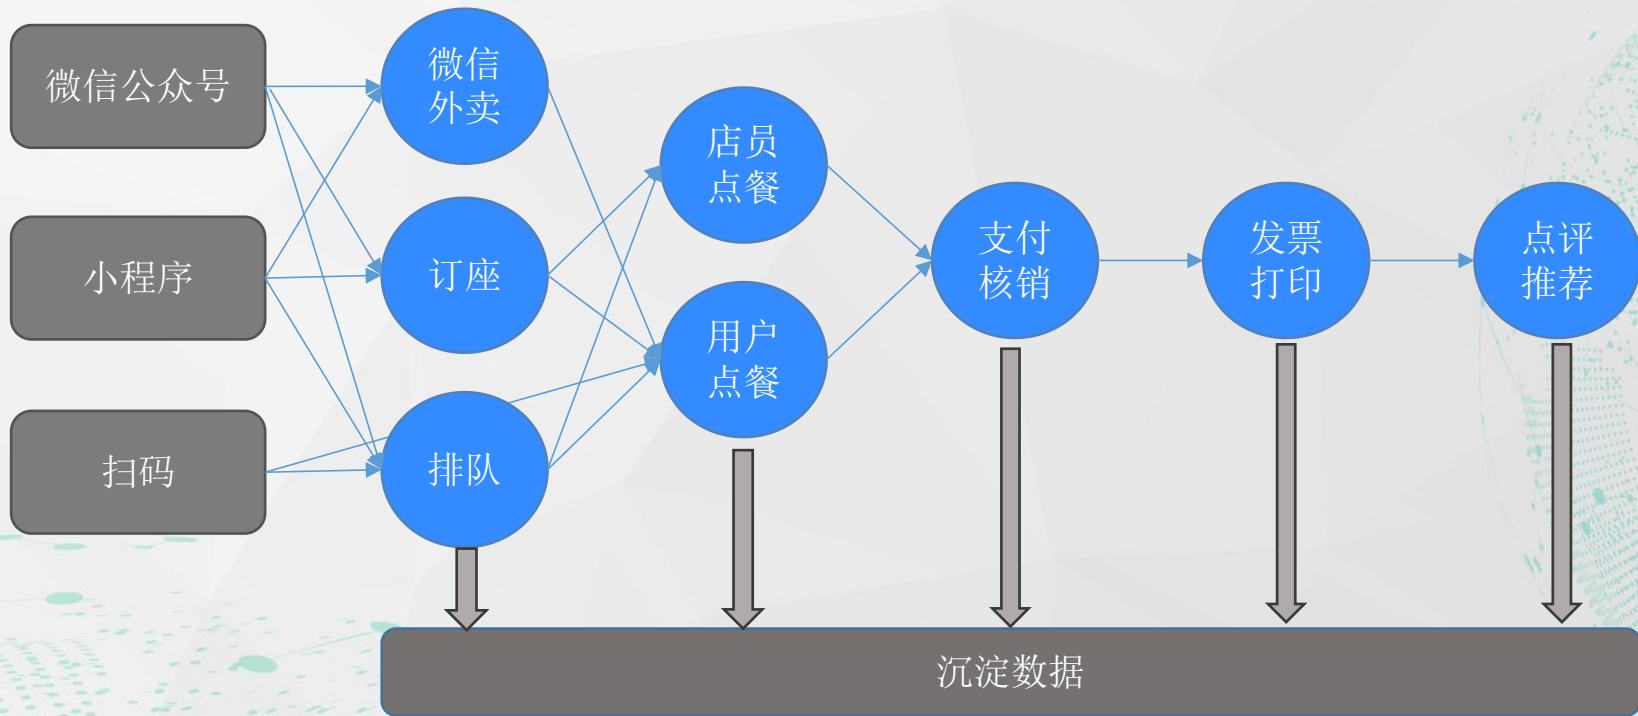 微信公众号
小程序
扫码
微信
外卖
订座
排队
店员
点餐
用户
点餐
支付
核销
发票
打印
点评
推荐
沉淀数据